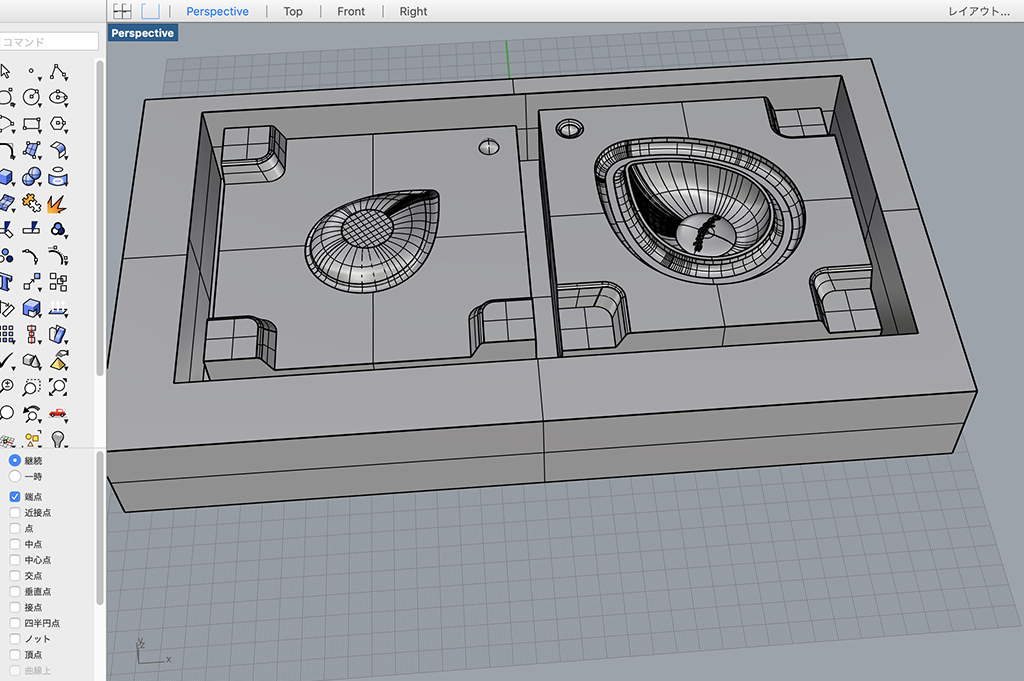 Perspective Top Front Right レイアウト...
コマンド
Perspective
継続
一時
端点
近接点
点
中点
中心点
交点
垂直点
接点
四半円点
ノット
頂点
曲線上
y
z
x